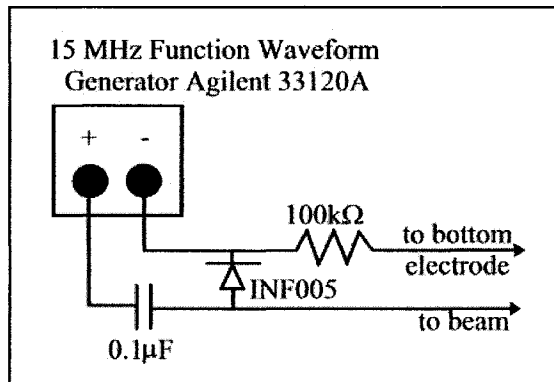 15 MHz Function Waveform
Generator Agilent 33120A
+ -
100kΩ
to bottom
electrode
INF005
to beam
0.1µF